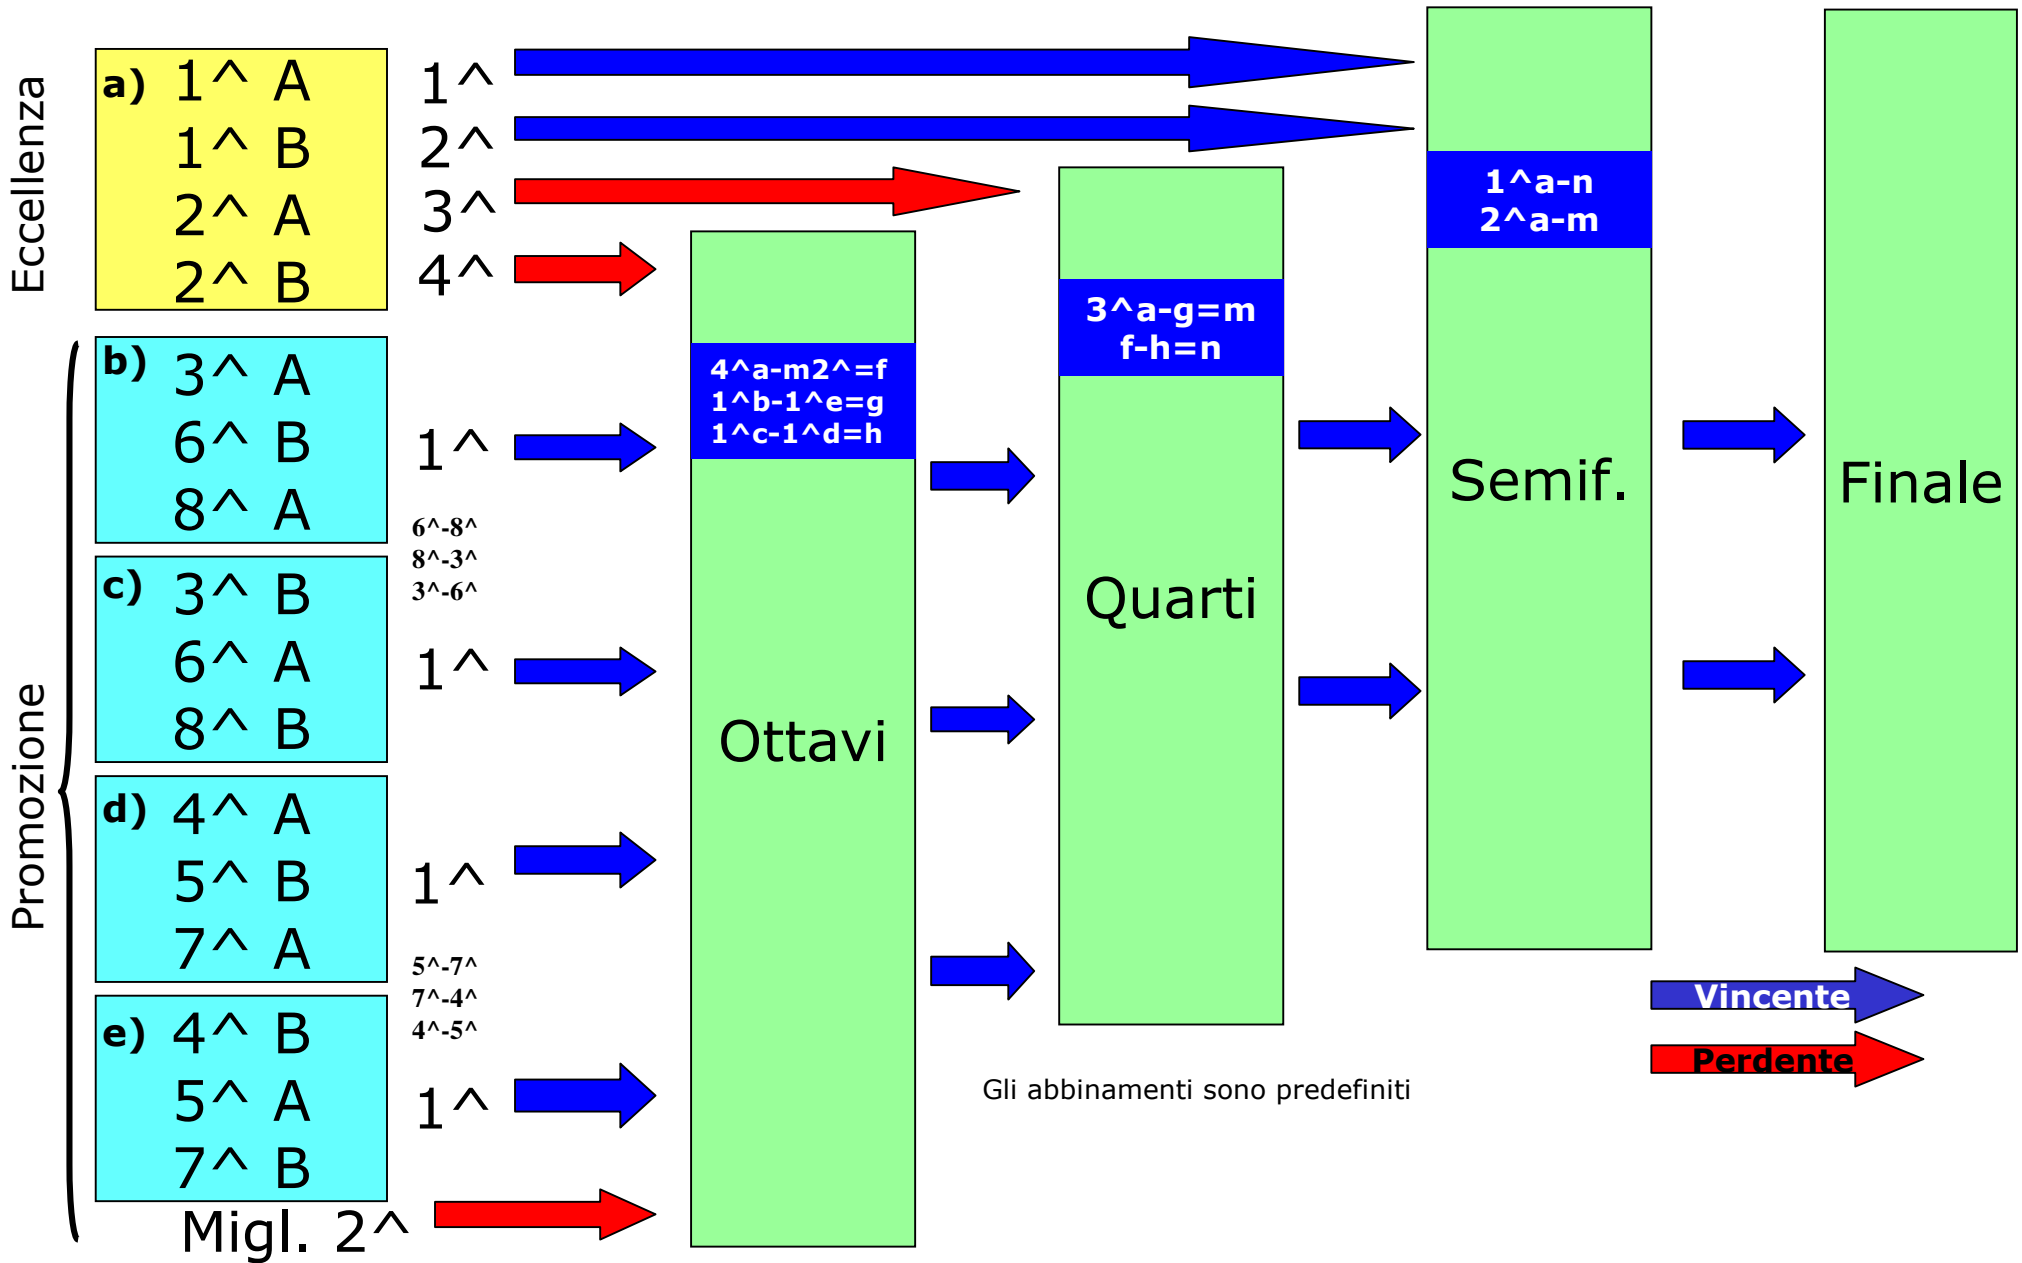 Eccellenza
a) 1^ A
1^ B
2^ A
2^ B
1^
2^
3^
4^
Promozione
b) 3^ A
6^ B
8^ A
1^
6^-8^
8^-3^
3^-6^
c) 3^ B
6^ A
8^ B
1^
d) 4^ A
5^ B
7^ A
1^
5^-7^
7^-4^
4^-5^
e) 4^ B
5^ A
7^ B
1^
Migl. 2^
4^a-m2^=f
1^b-1^e=g
1^c-1^d=h
Ottavi
3^a-g=m
f-h=n
Quarti
1^a-n
2^a-m
Semif.
Finale
Vincente
Perdente
Gli abbinamenti sono predefiniti